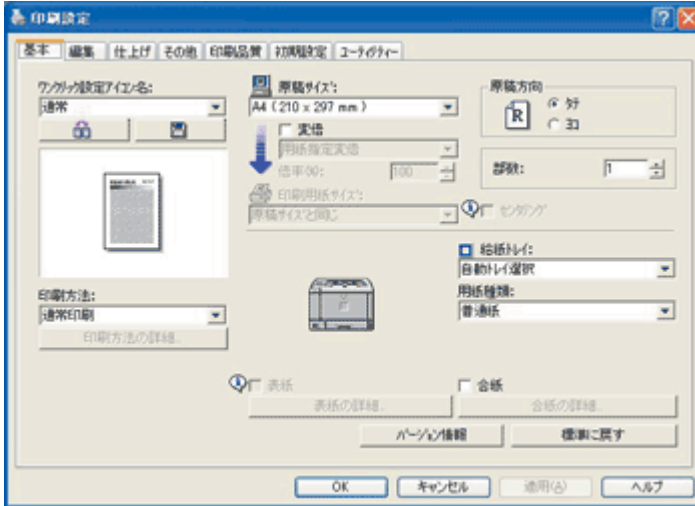 印刷設定
基本 編集 仕上げ その他 印刷品質 初期設定 ユーティリティー
ワンクリック設定アイコン名:
通常
印刷方法:
通常印刷
印刷方法の詳細...
原稿サイズ:
A4 (210 x 297 mm)
変倍
用紙指定変倍
倍率(%):
100
印刷用紙サイズ:
原稿サイズと同じ
原稿方向
R
タテ
ヨコ
部数:
1
センタリング
給紙トレイ:
自動トレイ選択
用紙種類:
普通紙
表紙
表紙の詳細...
合紙
合紙の詳細...
バージョン情報
標準に戻す
OK
キャンセル
適用(A)
ヘルプ